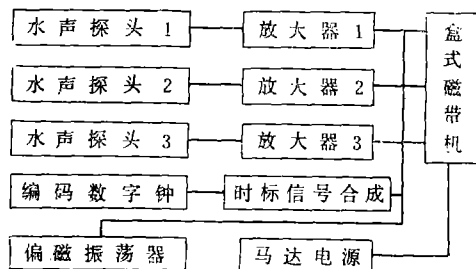 水声探头1 放大器1
水声探头2 放大器2
水声探头3 放大器3
盒式磁带机
编码数字钟 时标信号合成
偏磁振荡器 马达电源